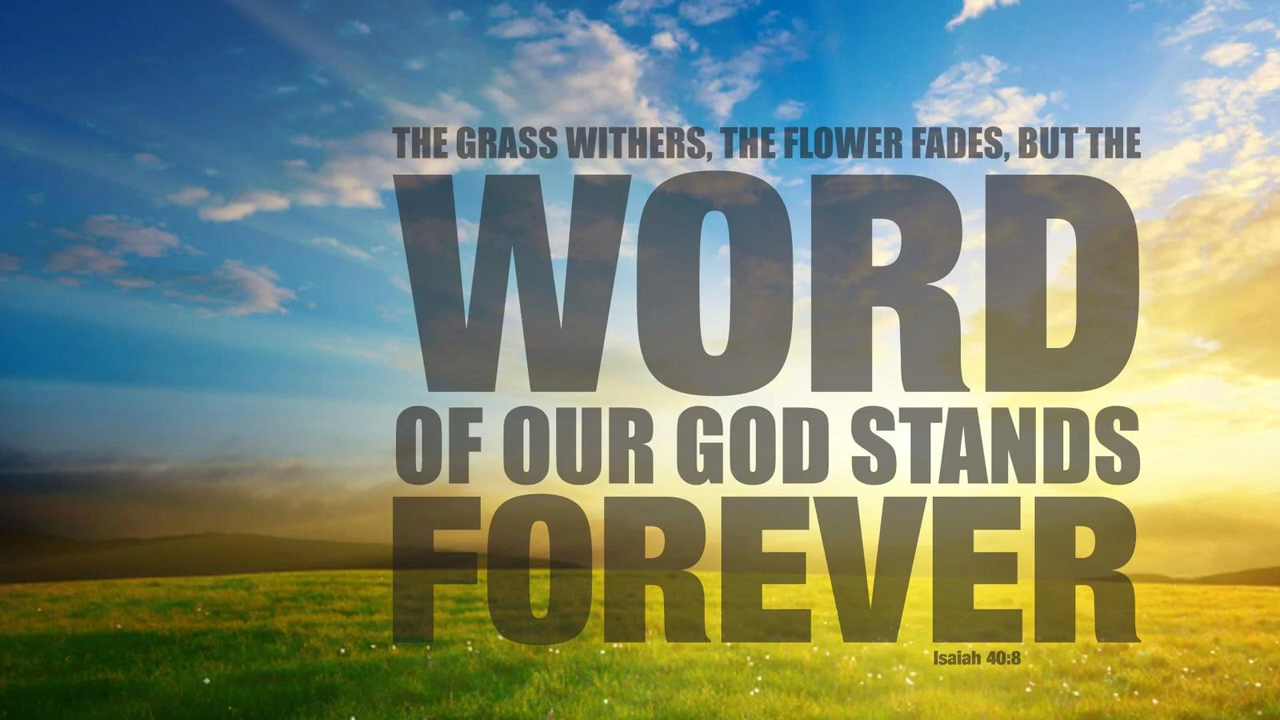 THE GRASS WITHERS, THE FLOWER FADES, BUT THE
WORD
OF OUR GOD STANDS
FOREVER
Isaiah 40:8